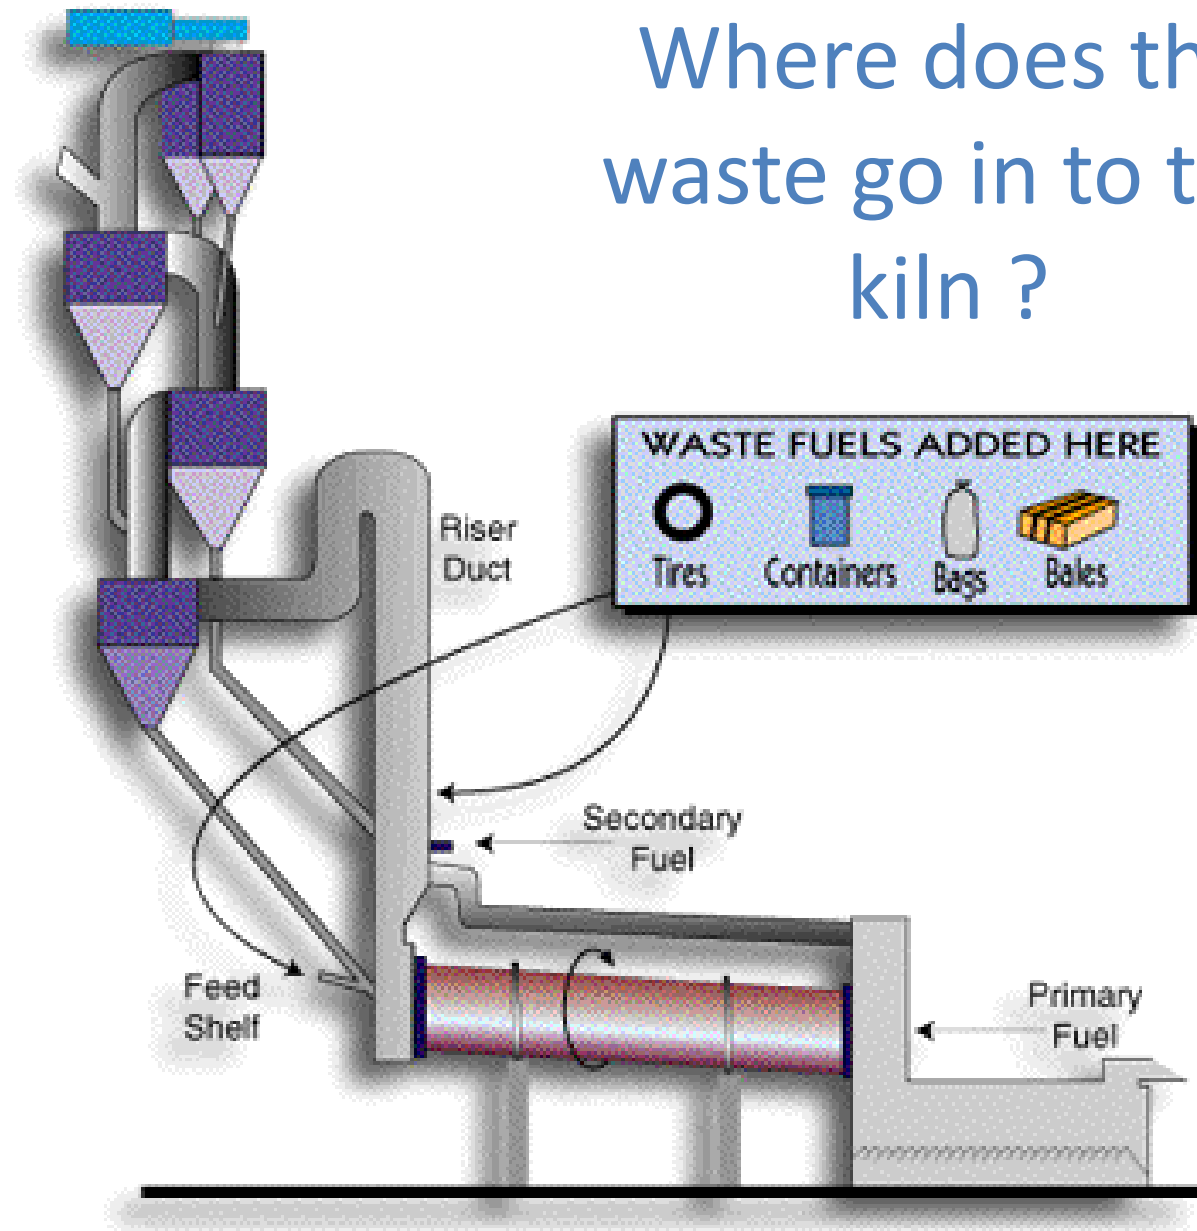 Where does th
waste go in to t
kiln ?
WASTE FUELS ADDED HERE
Tires Containers Bags Bales
Riser
Duct
Secondary
Fuel
Feed
Shelf
Primary
Fuel